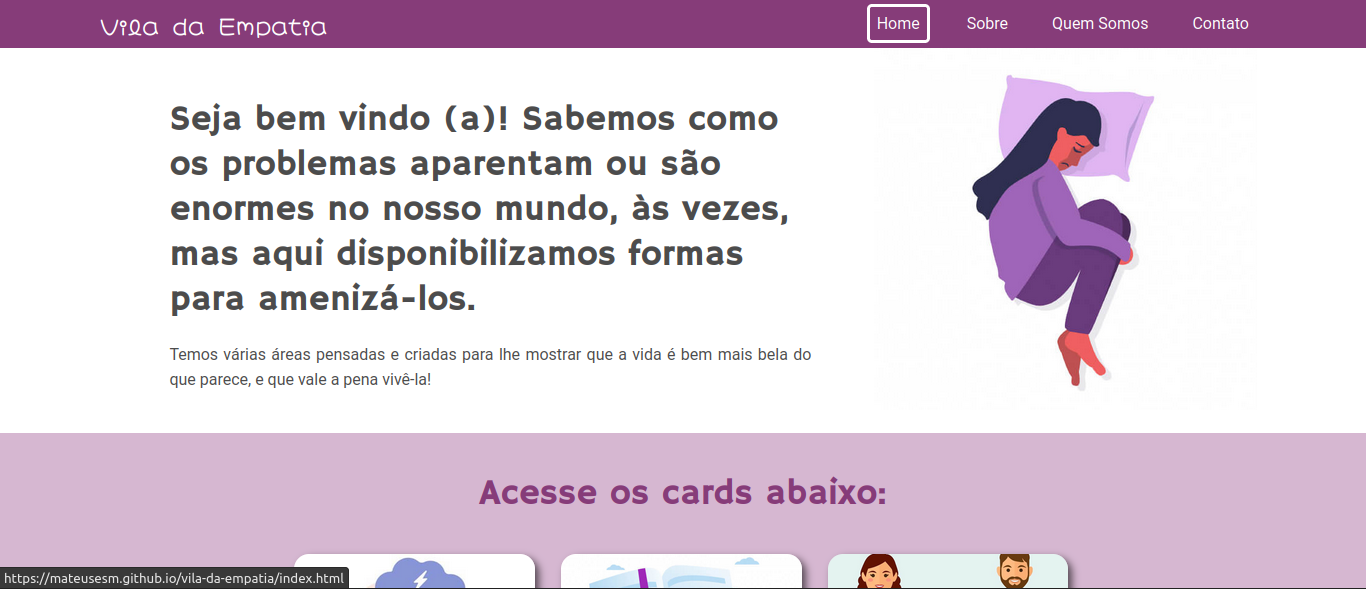 Vila da Empatia
Home Sobre Quem Somos Contato
Seja bem vindo (a)! Sabemos como
os problemas aparentam ou são
enormes no nosso mundo, às vezes,
mas aqui disponibilizamos formas
para amenizá-los.
Temos várias áreas pensadas e criadas para lhe mostrar que a vida é bem mais bela do
que parece, e que vale a pena vivê-la!
Acesse os cards abaixo:
https://mateusesm.github.io/vila-da-empatia/index.html